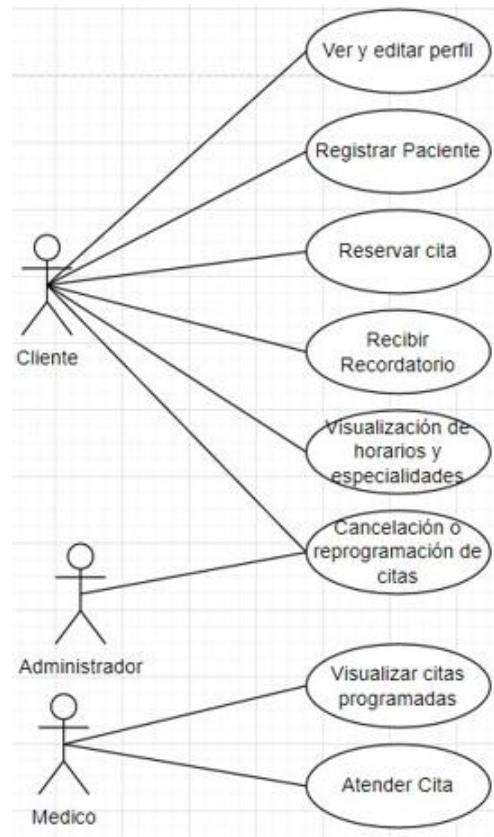 Ver y editar perfil
Registrar Paciente
Reservar cita
Recibir
Recordatorio
Cliente
Visualización de
horarios y
especialidades
Cancelación o
reprogramación de
citas
Administrador
Visualizar citas
programadas
Atender Cita
Medico